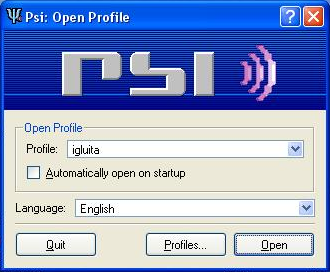 Psi: Open Profile
PSI
Open Profile
Profile: igluita
Automatically open on startup
Language: English
Quit Profiles... Open